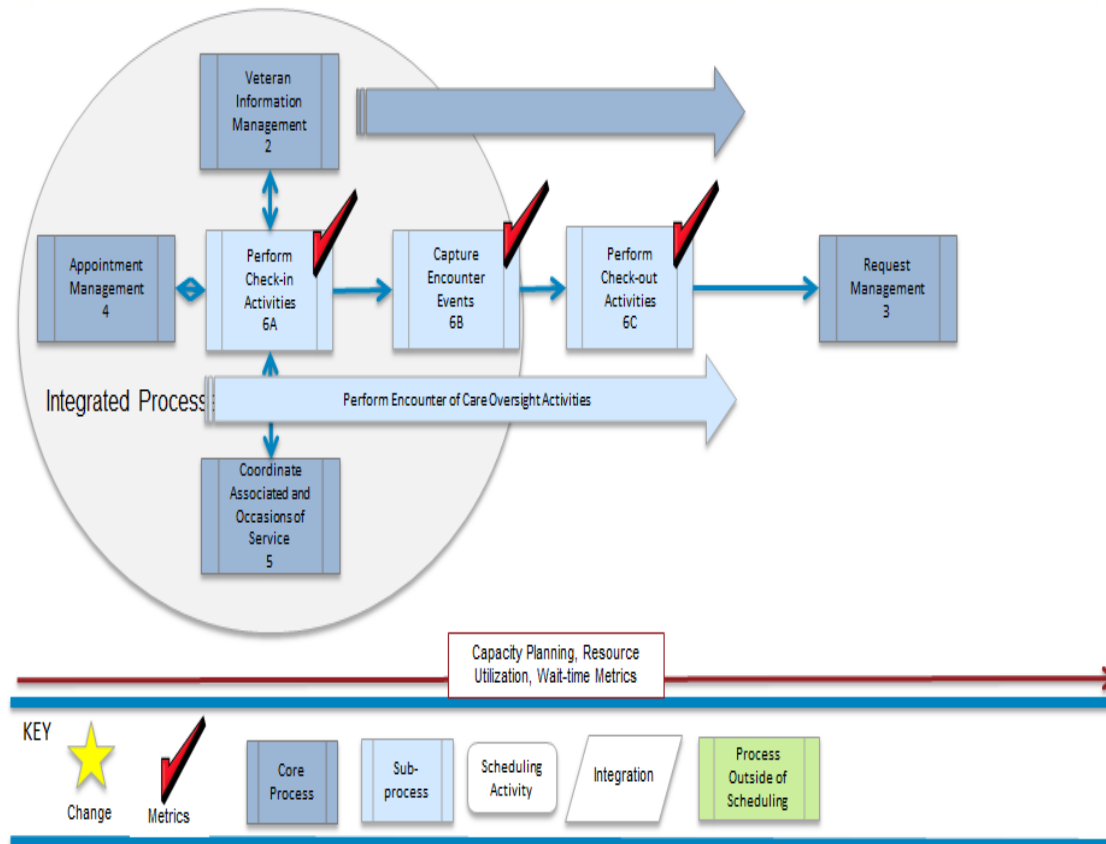 Veteran
Information
Management
2
Appointment
Management
4
Perform
Check-in
Activities
6A
Capture
Encounter
Events
6B
Perform
Check-out
Activities
6C
Request
Management
3
Integrated Process
Perform Encounter of Care Oversight Activities
Coordinate
Associated and
Occasions of
Service
5
Capacity Planning, Resource
Utilization, Wait-time Metrics
KEY
Change
Metrics
Core
Process
Sub-
process
Scheduling
Activity
Integration
Process
Outside of
Scheduling